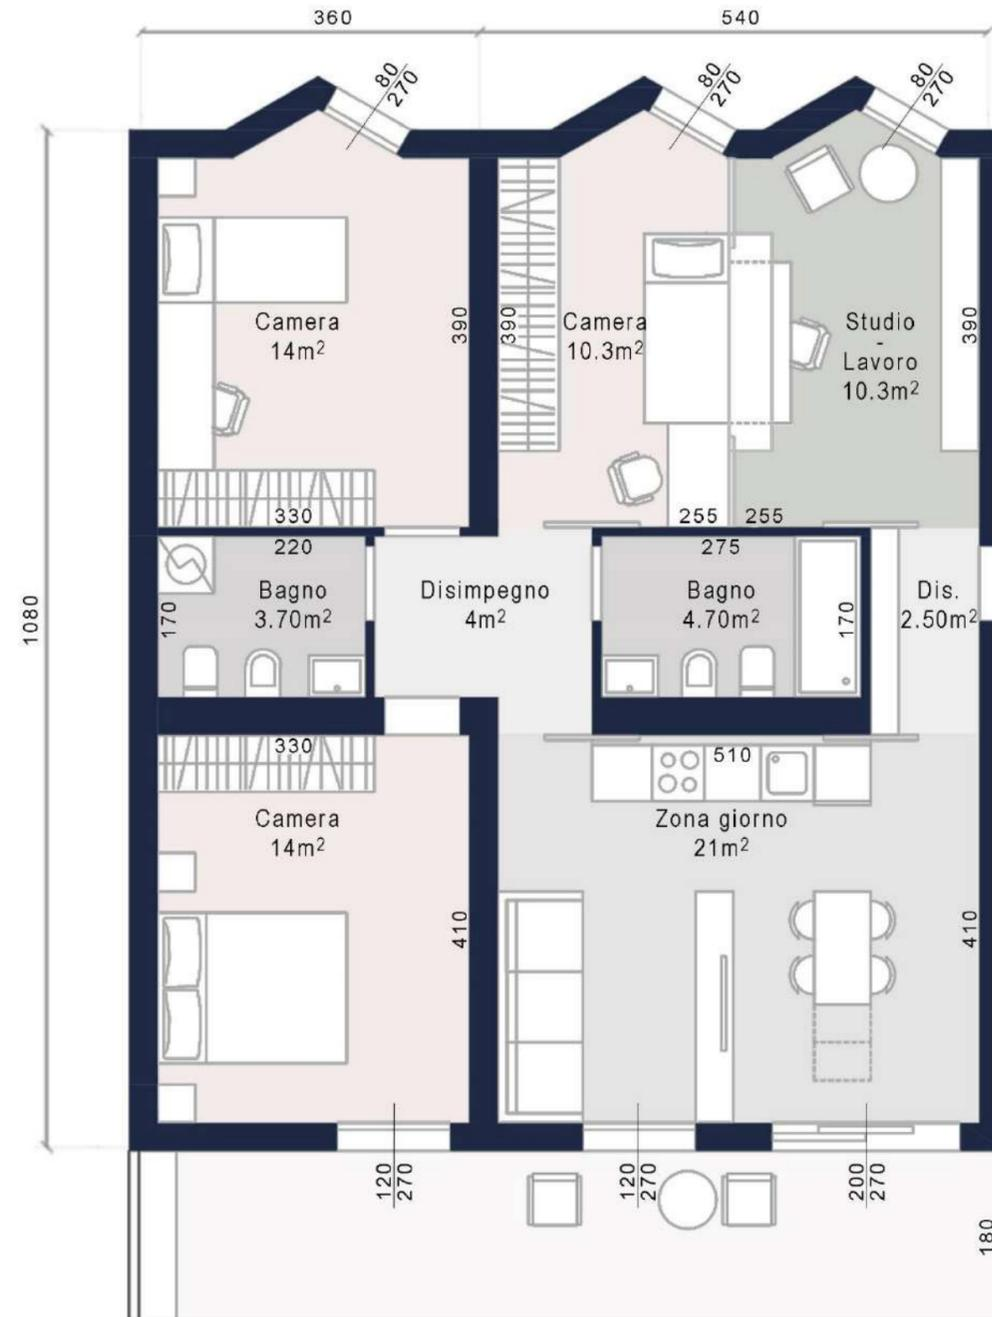 360
540
80
270
80
270
80
270
1080
Camera
14m²
390
390
Camera
10.3m²
Studio
-
Lavoro
10.3m²
390
330
255
255
220
275
Bagno
3.70m²
170
Disimpegno
4m²
Bagno
4.70m²
170
Dis.
2.50m²
330
510
Camera
14m²
Zona giorno
21m²
410
410
120
270
120
270
200
270
180